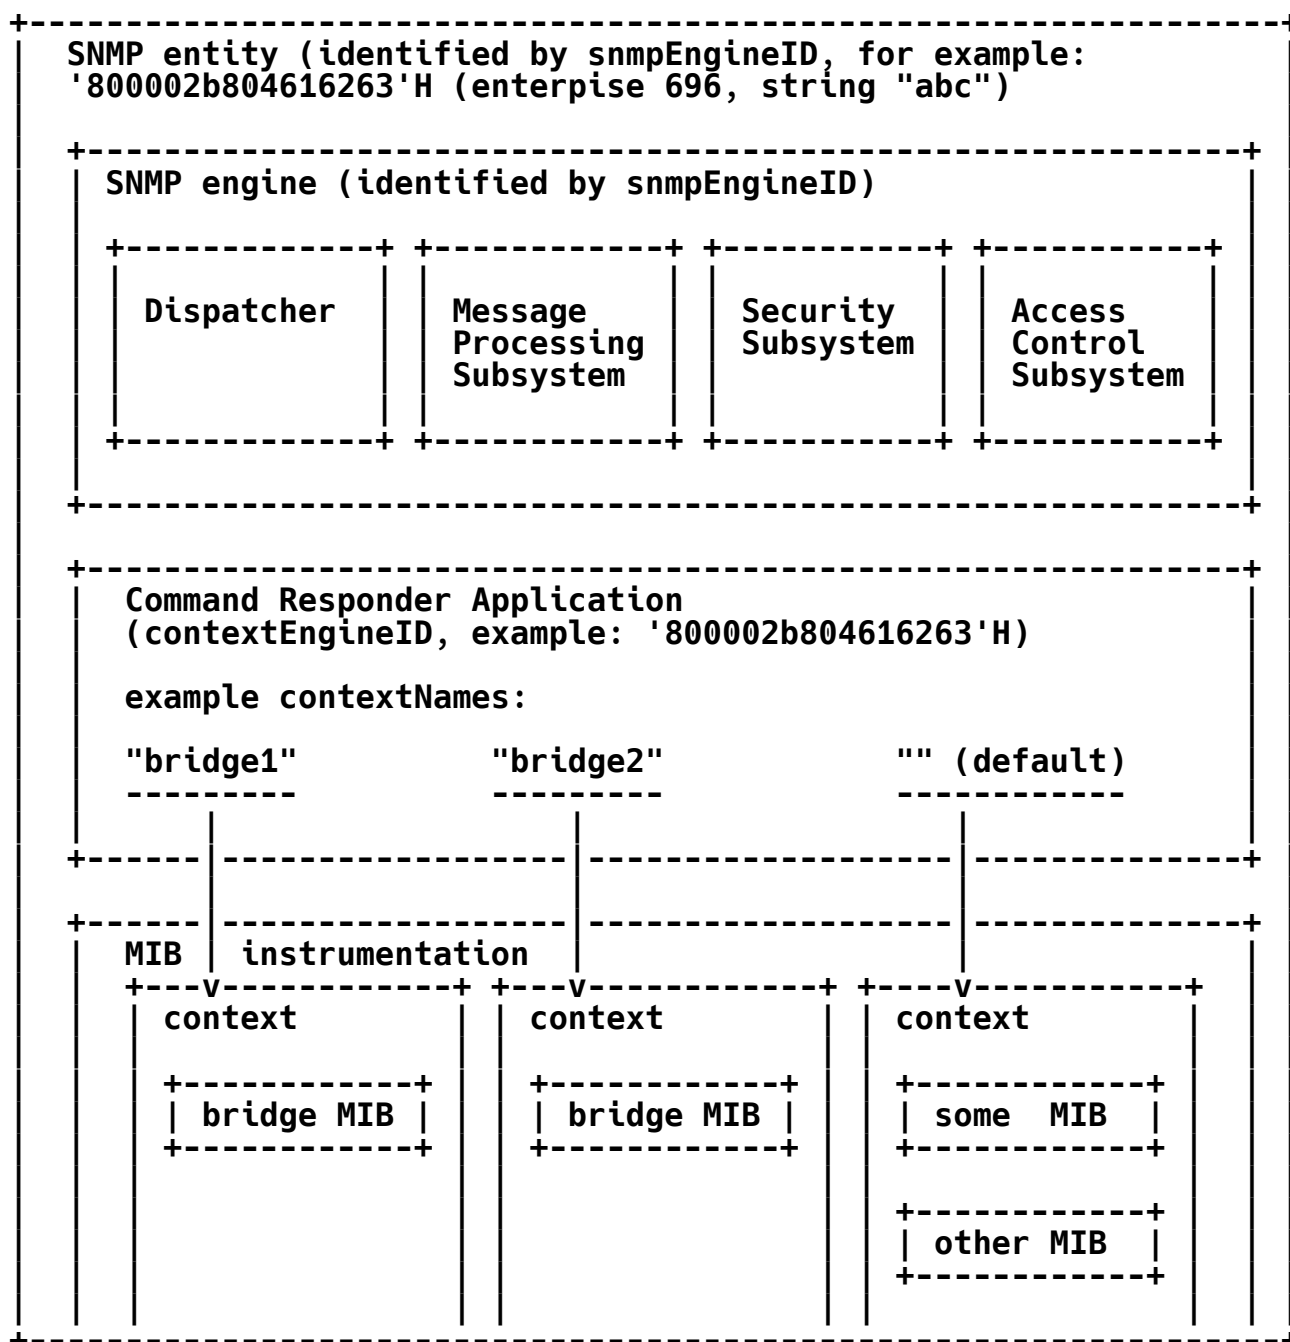 SNMP entity (identified by snmpEngineID, for example:
'800002b804616263'H (enterpise 696, string "abc")
SNMP engine (identified by snmpEngineID)
Dispatcher Message Security Access
Processing Subsystem Control
Subsystem Subsystem
Command Responder Application
(contextEngineID, example: '800002b804616263'H)
example contextNames:
"bridge1" "bridge2" "" (default)
MIB instrumentation
context context context
bridge MIB bridge MIB some MIB
other MIB